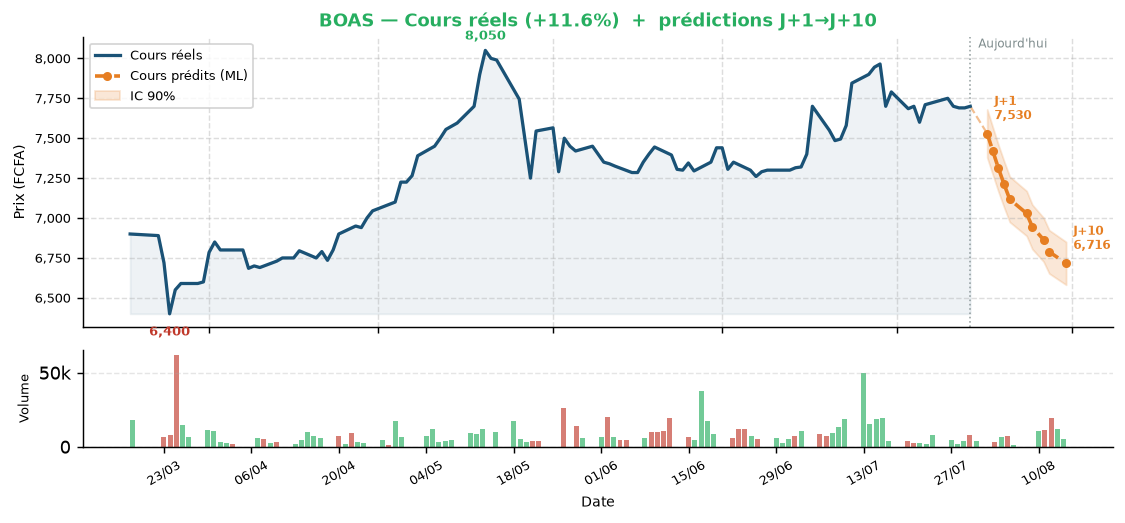 BOAS — Cours réels (+11.6%)  +  prédictions J+1→J+10
8,050
Aujourd'hui
Cours réels
Cours prédits (ML)
IC 90%
J+1
7,530
J+10
6,716
6,400
Prix (FCFA)
8,000
7,750
7,500
7,250
7,000
6,750
6,500
Volume
50k
0
23/03
06/04
20/04
04/05
18/05
01/06
15/06
29/06
13/07
27/07
10/08
Date